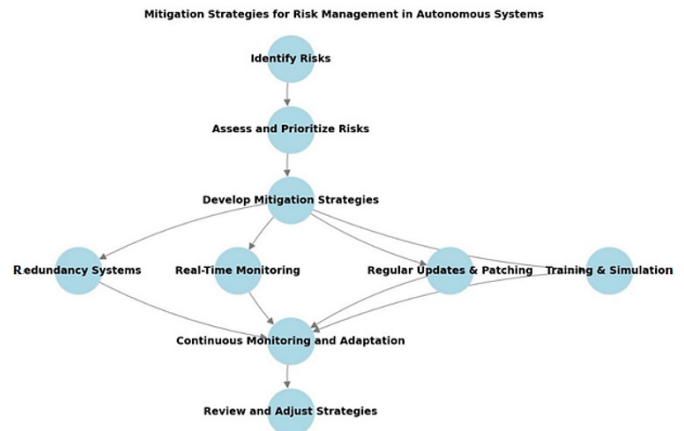 Mitigation Strategies for Risk Management in Autonomous Systems
Identify Risks
Assess and Prioritize Risks
Develop Mitigation Strategies
Redundancy Systems
Real-Time Monitoring
Regular Updates & Patching
Training & Simulation
Continuous Monitoring and Adaptation
Review and Adjust Strategies